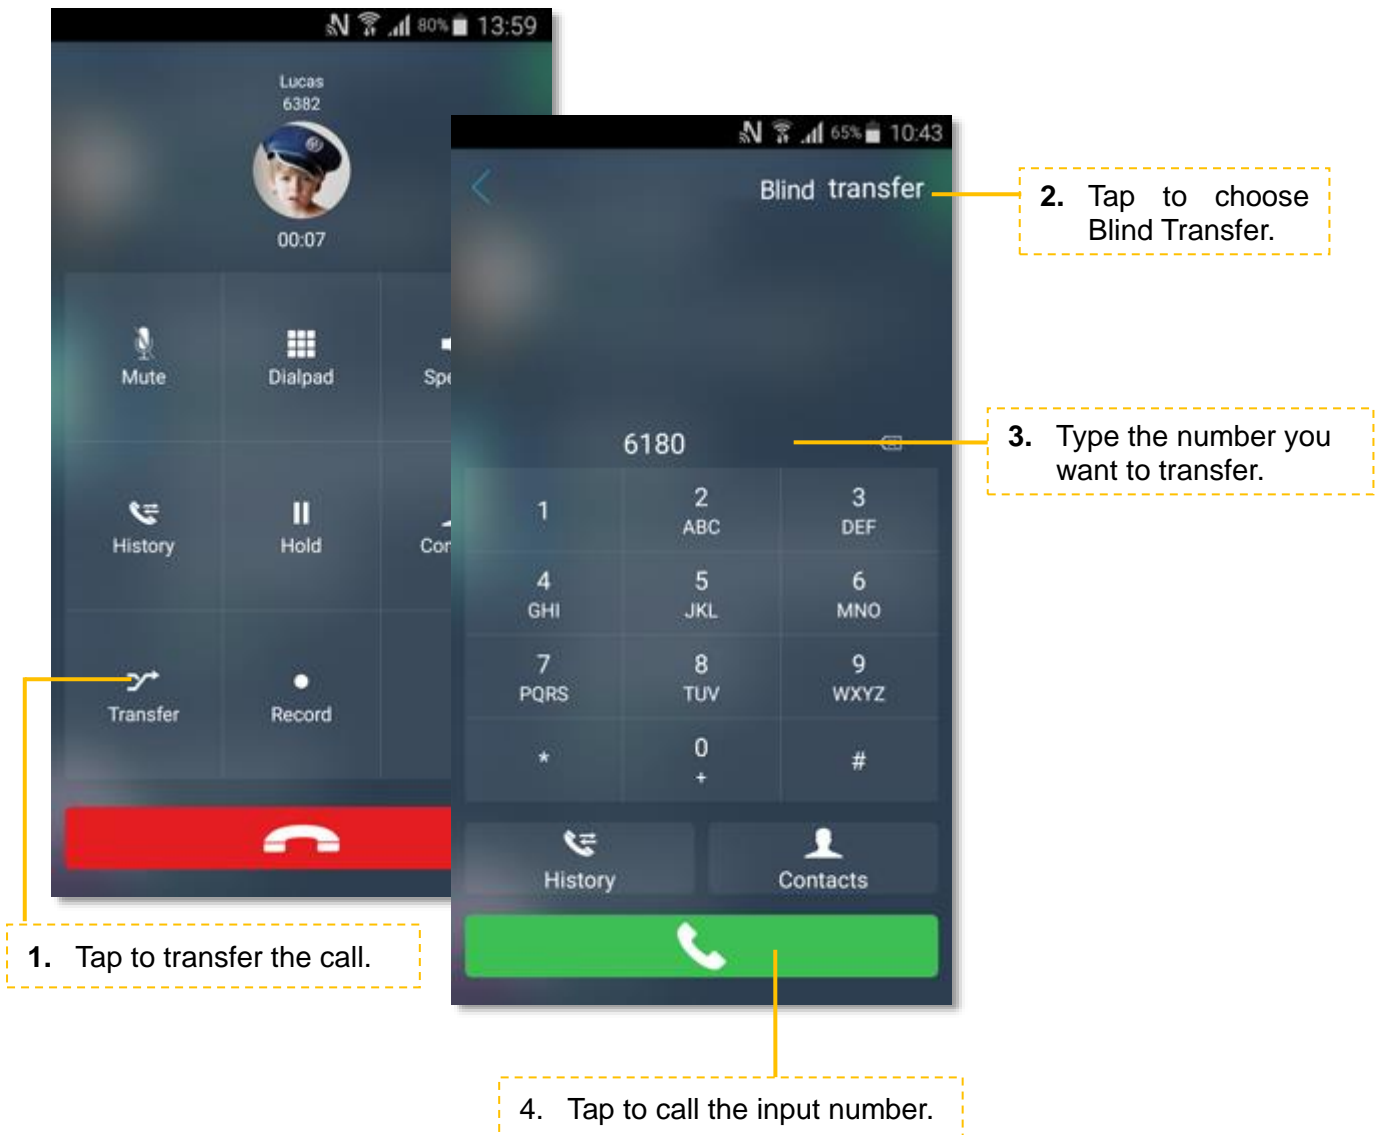 80% 13:59
Lucas
6382
00:07
Mute Dialpad
History Hold
Transfer Record
65% 10:43
Blind transfer
6180
1 2 3
ABC DEF
4 5 6
GHI JKL MNO
7 8 9
PQRS TUV WXYZ
* 0 #
+
History Contacts
1. Tap to transfer the call.
2. Tap to choose
Blind Transfer.
3. Type the number you
want to transfer.
4. Tap to call the input number.